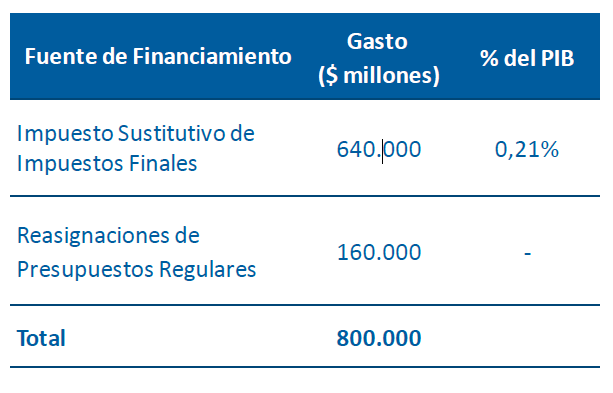 Fuente de Financiamiento
Gasto
($ millones)
% del PIB
Impuesto Sustitutivo de
Impuestos Finales
640.000
0,21%
Reasignaciones de
Presupuestos Regulares
160.000
-
Total
800.000